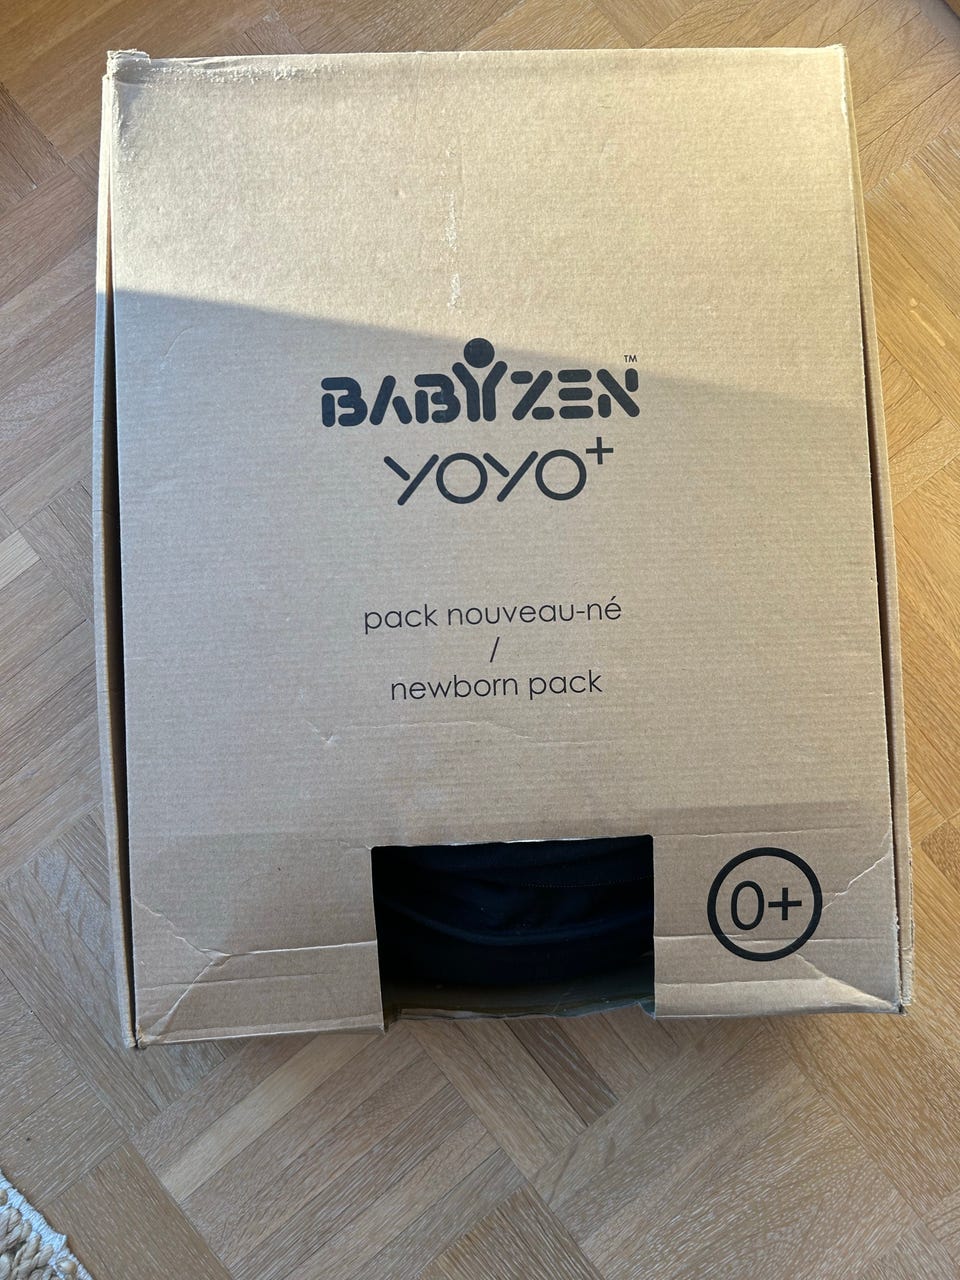 BABYZEN™
YOYO+
pack nouveau-né
/
newborn pack
0+